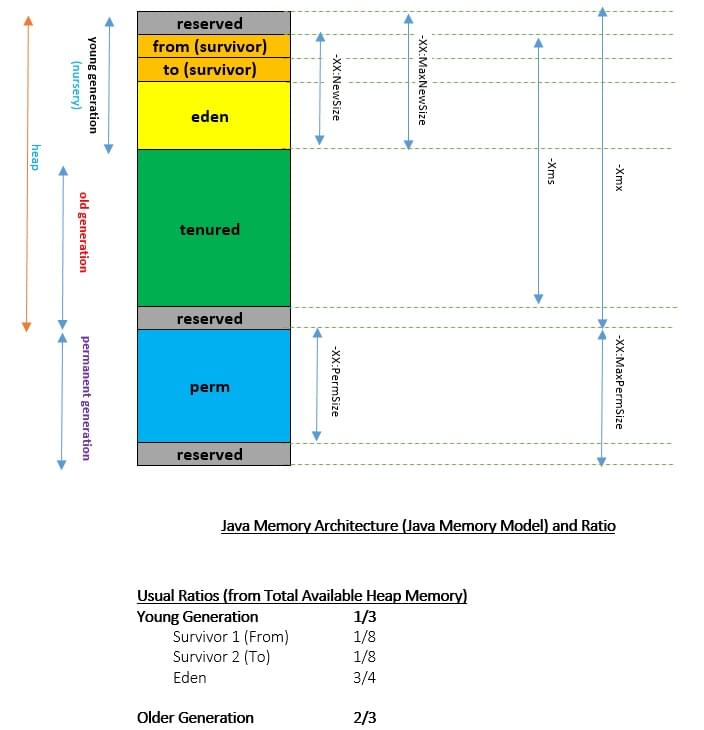 reserved
from (survivor)
to (survivor)
eden
tenured
reserved
perm
reserved
heap
young generation
(nursery)
old generation
permanent generation
-XX:NewSize
-XX:MaxNewSize
-Xms
-Xmx
-XX:PermSize
-XX:MaxPermSize
Java Memory Architecture (Java Memory Model) and Ratio
Usual Ratios (from Total Available Heap Memory)
Young Generation 1/3
Survivor 1 (From) 1/8
Survivor 2 (To) 1/8
Eden 3/4
Older Generation 2/3